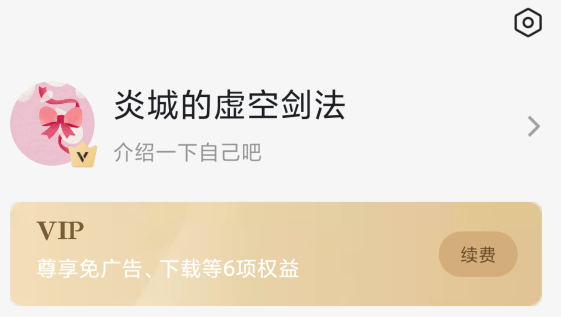 炎城的虚空剑法
介绍一下自己吧
VIP
尊享免广告、下载等6项权益
续费